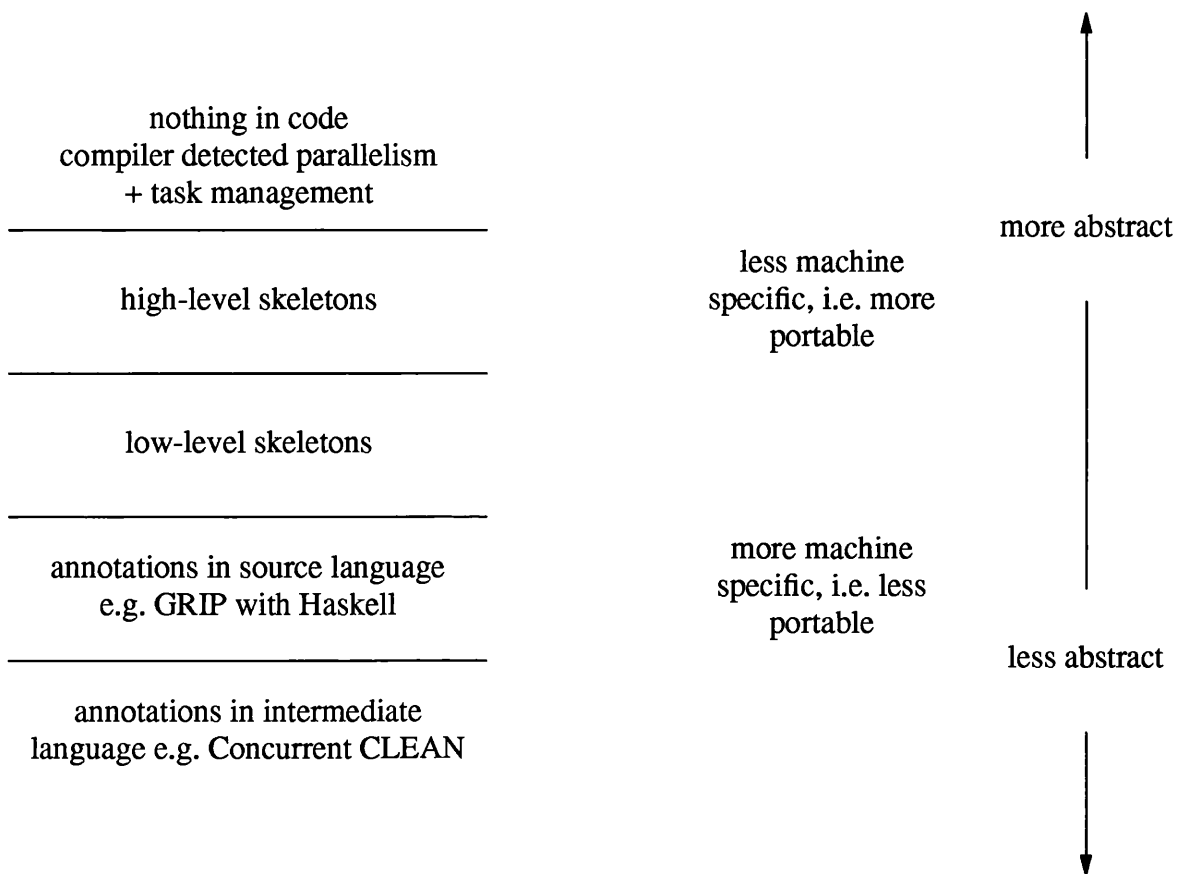 nothing in code
compiler detected parallelism
+ task management
high-level skeletons
low-level skeletons
annotations in source language
e.g. GRIP with Haskell
annotations in intermediate
language e.g. Concurrent CLEAN
less machine
specific, i.e. more
portable
more machine
specific, i.e. less
portable
more abstract
less abstract